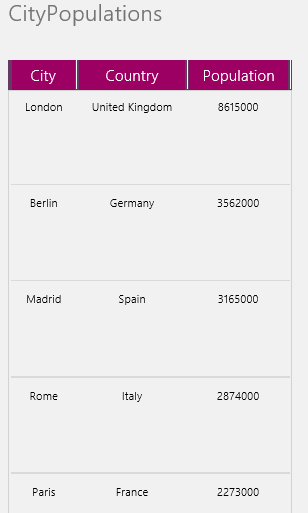 CityPopulations
City Country Population
London United Kingdom 8615000
Berlin Germany 3562000
Madrid Spain 3165000
Rome Italy 2874000
Paris France 2273000